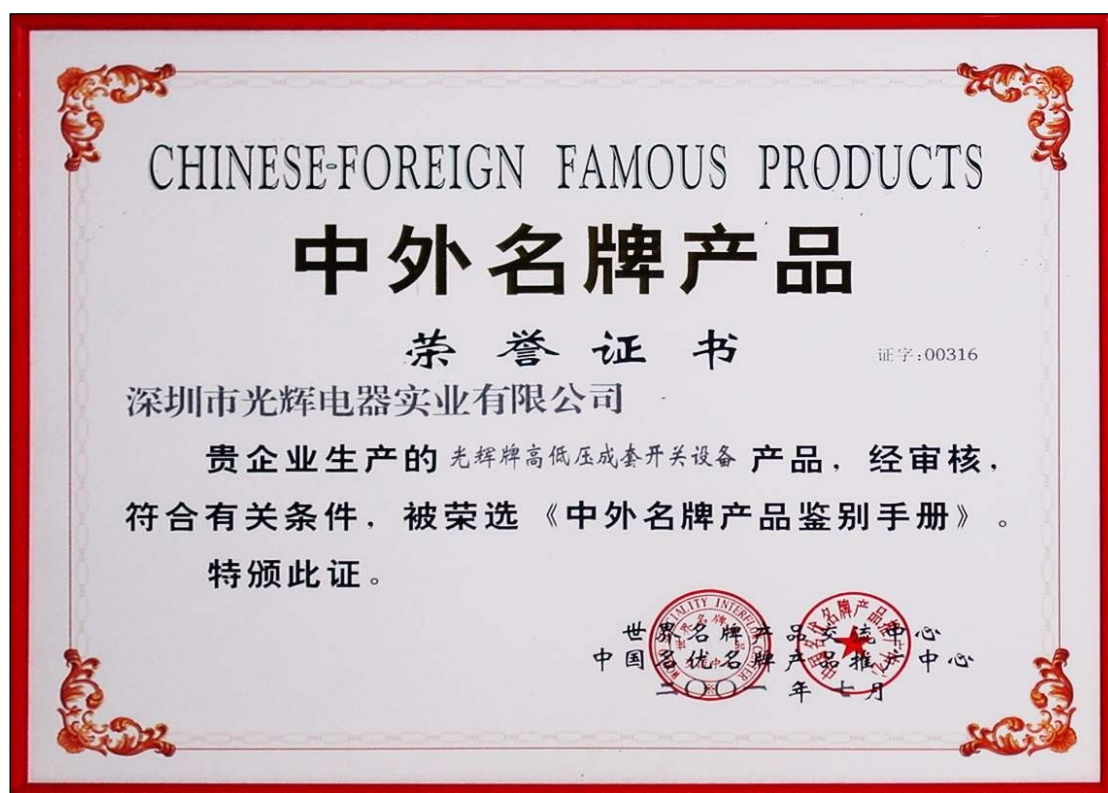 CHINESE-FOREIGN FAMOUS PRODUCTS
中外名牌产品
荣誉证书
证字:00316
深圳市光辉电器实业有限公司
贵企业生产的光辉牌高低压成套开关设备产品，经审核，
符合有关条件，被荣选《中外名牌产品鉴别手册》。
特颁此证。
世界名牌产品交流中心
中国名优名牌产品推广中心
二〇〇一年七月